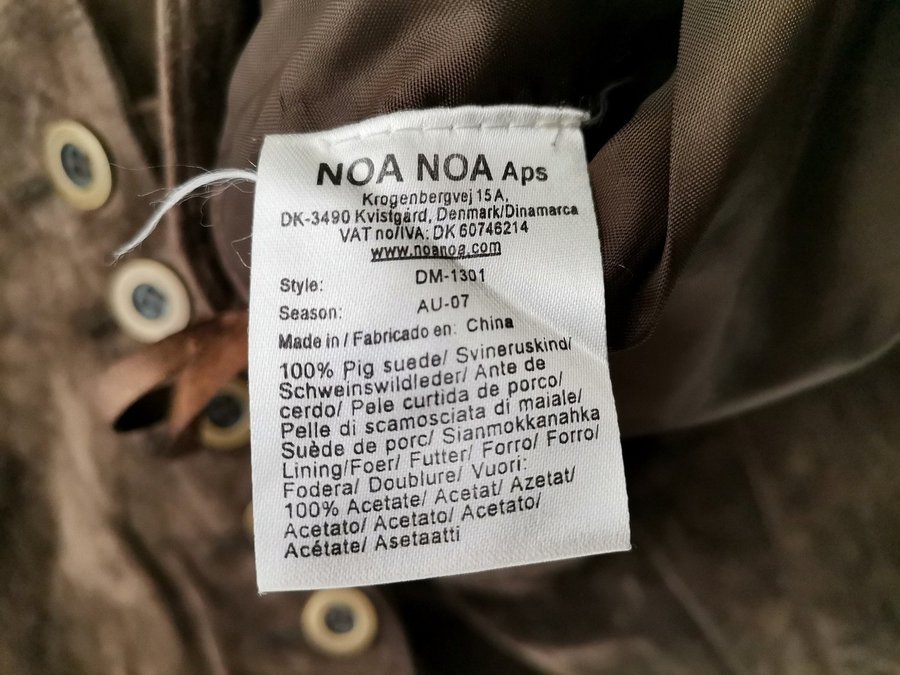 NOA NOA Aps
Krogenbergvej 15A,
DK-3490 Kvistgård, Denmark/Dinamarca
VAT no/IVA: DK 60746214
www.noanoa.com
Style: DM-1301
Season: AU-07
Made in / Fabricado en: China
100% Pig suede/ Svineruskind/
Schweinswildleder/ Ante de
cerdo/ Pele curtida de porco/
Pelle di scamosciata di maiale/
Suède de porc/ Sianmokkanahka
Lining/Foer/ Futter/ Forro/ Forro/
Fodera/ Doublure/ Vuori:
100% Acetate/ Acetat/ Azetat/
Acetato/ Acetato/ Acetato/
Acétate/ Asetaatti